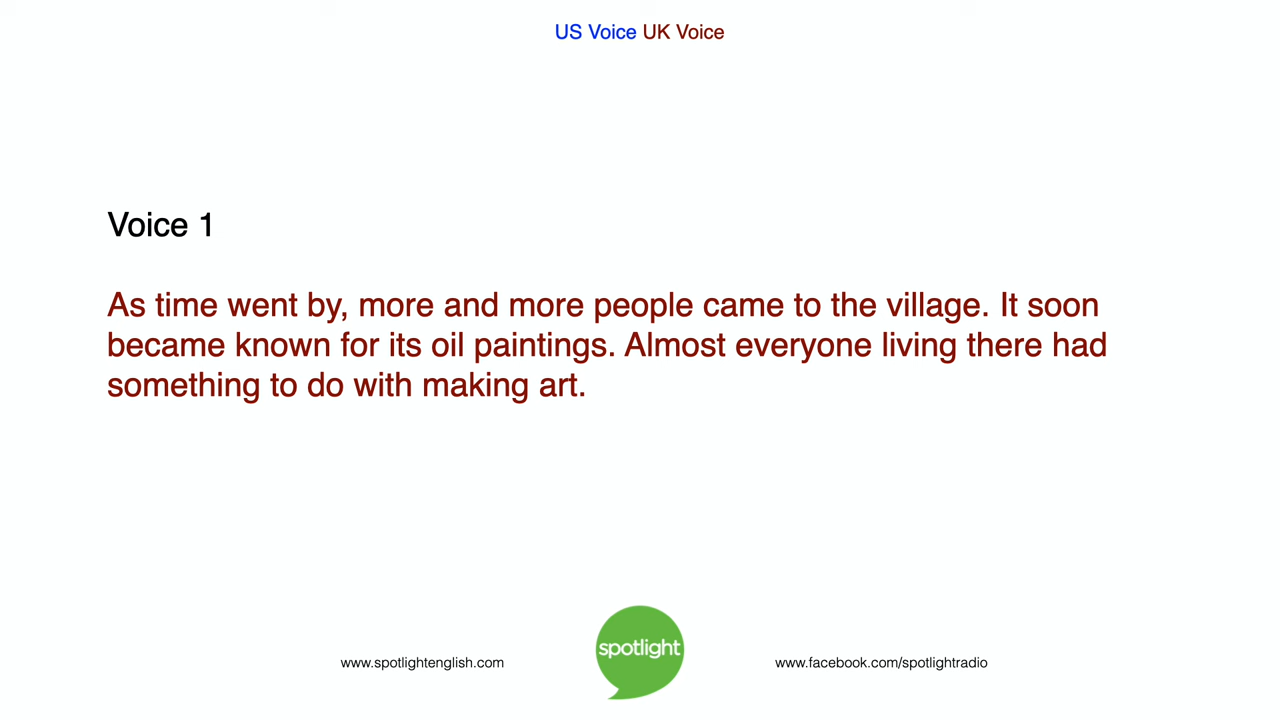 US Voice UK Voice
Voice 1
As time went by, more and more people came to the village. It soon
became known for its oil paintings. Almost everyone living there had
something to do with making art.
spotlight
www.spotlightenglish.com
www.facebook.com/spotlightradio